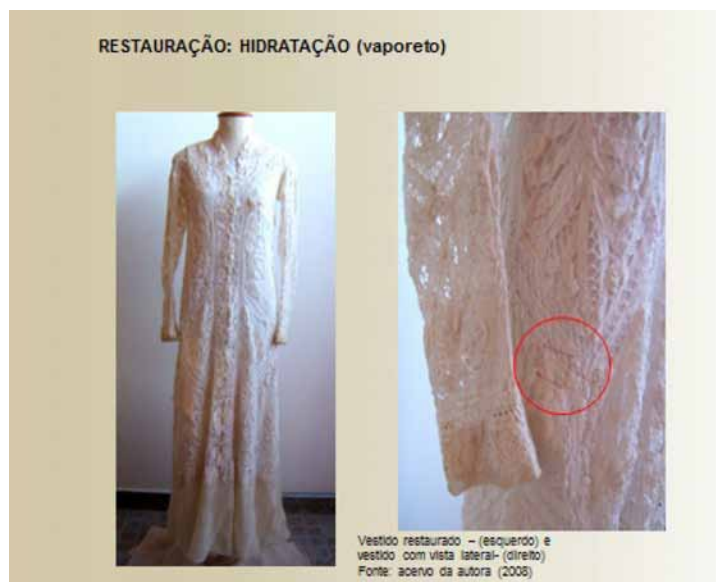 RESTAURAÇÃO: HIDRATAÇÃO (vaporeto)
Vestido restaurado – (esquerdo) e
vestido com vista lateral- (direito)
Fonte: acervo da autora (2008)